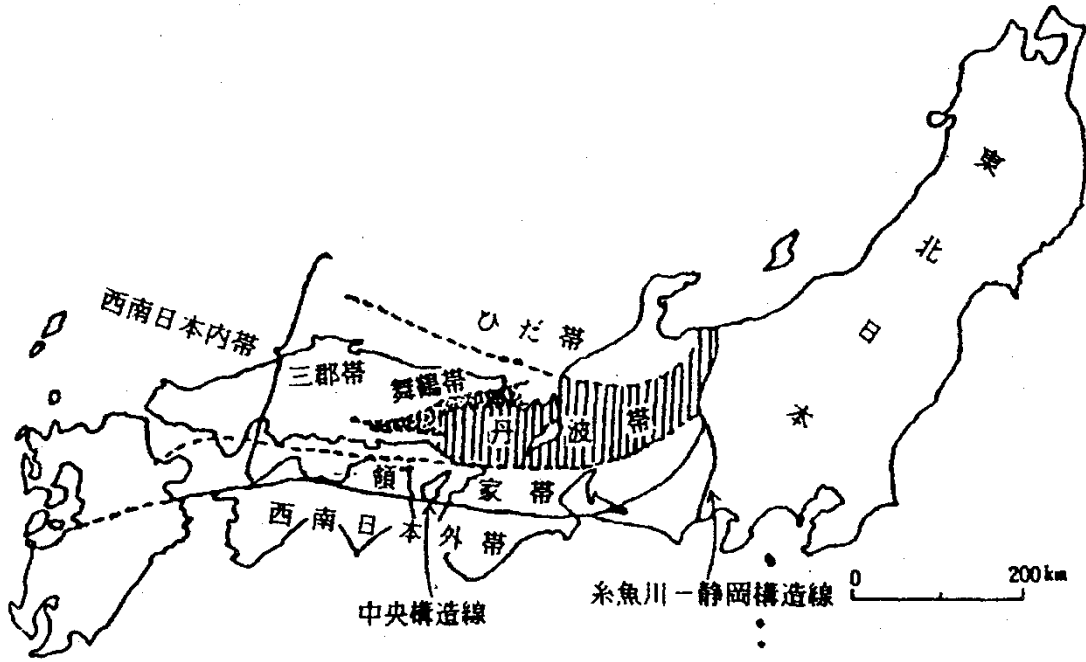 東北日本
西南日本内帯
ひだ帯
三郡帯
舞鶴帯
丹波帯
領家帯
西南日本外帯
中央構造線
糸魚川－静岡構造線
0 200km